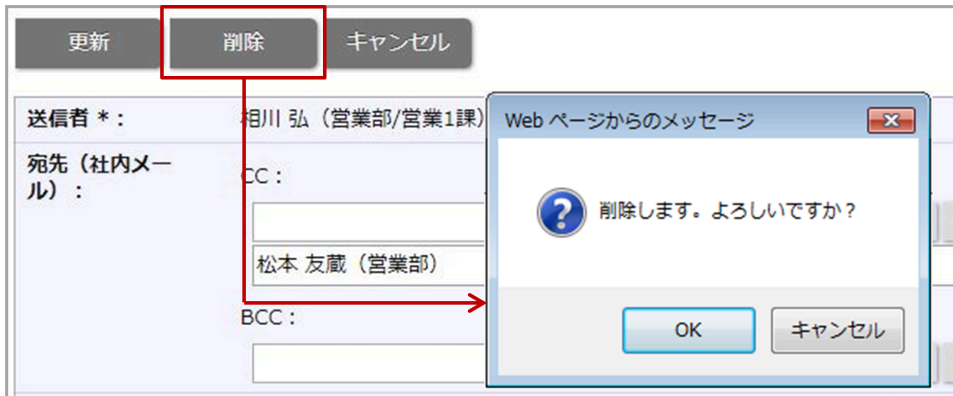 更新 削除 キャンセル
送信者 *： 相川 弘（営業部/営業1課）
宛先（社内メー
ル）：
CC：
松本 友蔵（営業部）
BCC：
Web ページからのメッセージ
削除します。よろしいですか？
OK キャンセル